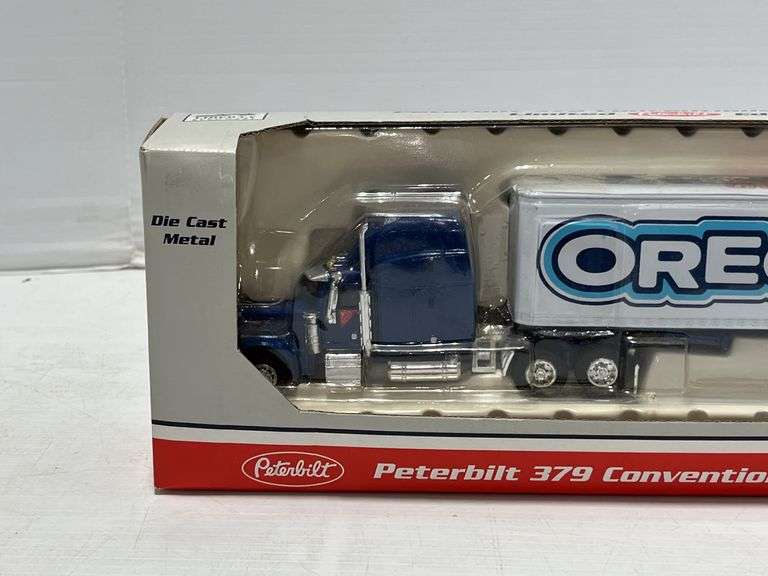 Die Cast
Metal
OREO
Peterbilt
Peterbilt 379 Convention